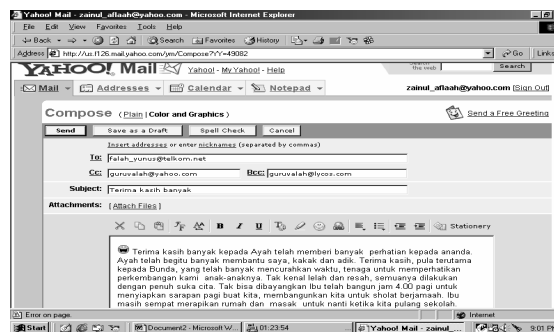 Yahoo! Mail - zainul_aflaah@yahoo.com - Microsoft Internet Explorer
File Edit View Favorites Tools Help
Back Search Favorites History
Address http://us.f126.mail.yahoo.com/ym/Compose?YY=49082 Go Links
YAHOO! Mail Yahoo! - My Yahoo! - Help
the web Search
Mail Addresses Calendar Notepad zainul_aflaah@yahoo.com [Sign Out]
Compose ( Plain | Color and Graphics ) Send a Free Greeting
Send Save as a Draft Spell Check Cancel
Insert addresses or enter nicknames (separated by commas)
To: falah_yunus@telkom.net
Cc: guruvalah@yahoo.com Bcc: guruvalah@lycos.com
Subject: Terima kasih banyak
Attachments: [Attach Files]
B I U Stationery
Terima kasih banyak kepada Ayah telah memberi banyak perhatian kepada ananda.
Ayah telah begitu banyak membantu saya, kakak dan adik. Terima kasih, pula terutama
kepada Bunda, yang telah banyak mencurahkan waktu, tenaga untuk memperhatikan
perkembangan kami anak-anaknya. Tak kenal lelah dan resah, semuanya dilakukan
dengan penuh suka cita. Tak bisa dibayangkan Ibu telah bangun jam 4.00 pagi untuk
menyiapkan sarapan pagi buat kita, membangunkan kita untuk sholat berjamaah. Ibu
masih sempat merapikan rumah dan masak untuk nanti ketika kita pulang sekolah.
Error on page. Internet
Start Document2 - Microsoft W... 01:23:54 Yahoo! Mail - zainul_... 9:01 PM